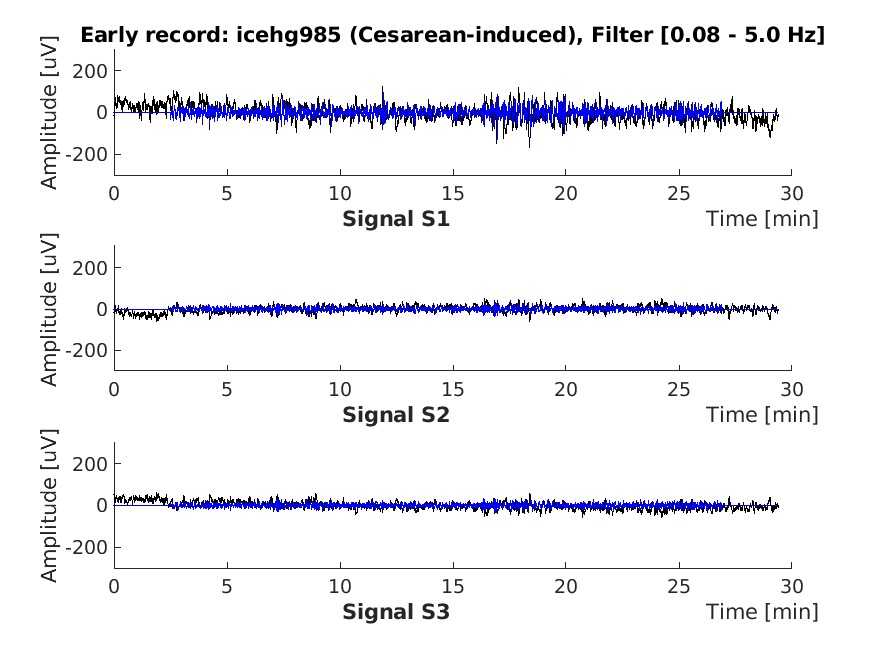 Early record: icehg985 (Cesarean-induced), Filter [0.08 - 5.0 Hz]
Amplitude [uV]
200
0
-200
0 5 10 15 20 25 30
Signal S1 Time [min]
Amplitude [uV]
200
0
-200
0 5 10 15 20 25 30
Signal S2 Time [min]
Amplitude [uV]
200
0
-200
0 5 10 15 20 25 30
Signal S3 Time [min]